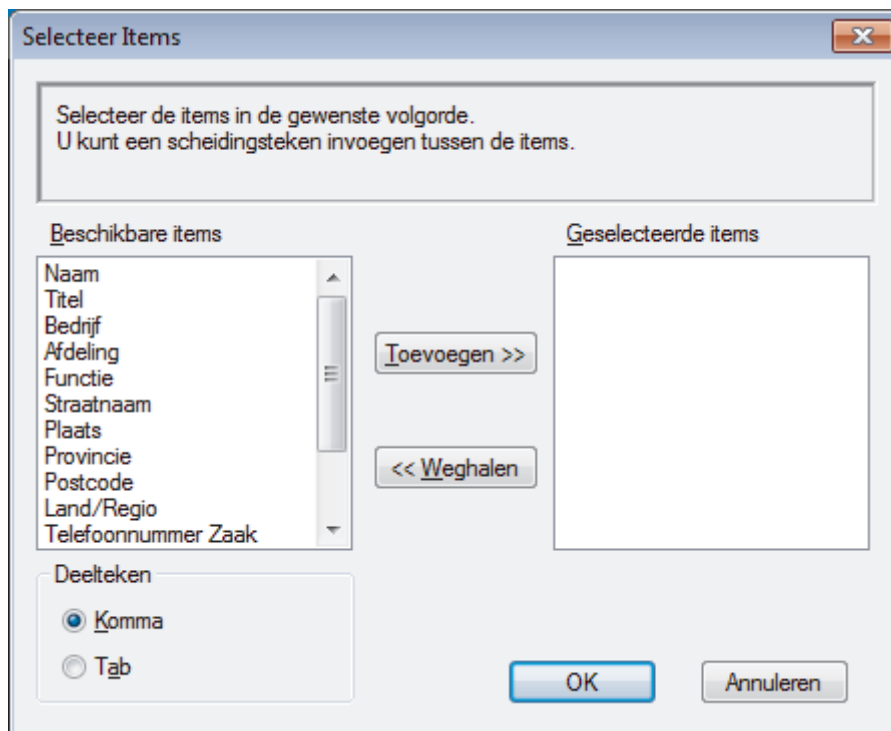 Selecteer Items
Selecteer de items in de gewenste volgorde.
U kunt een scheidingsteken invoegen tussen de items.
Beschikbare items
Naam
Titel
Bedrijf
Afdeling
Functie
Straatnaam
Plaats
Provincie
Postcode
Land/Regio
Telefoonnummer Zaak
Toevoegen >>
<< Weghalen
Geselecteerde items
Deelteken
Komma
Tab
OK
Annuleren